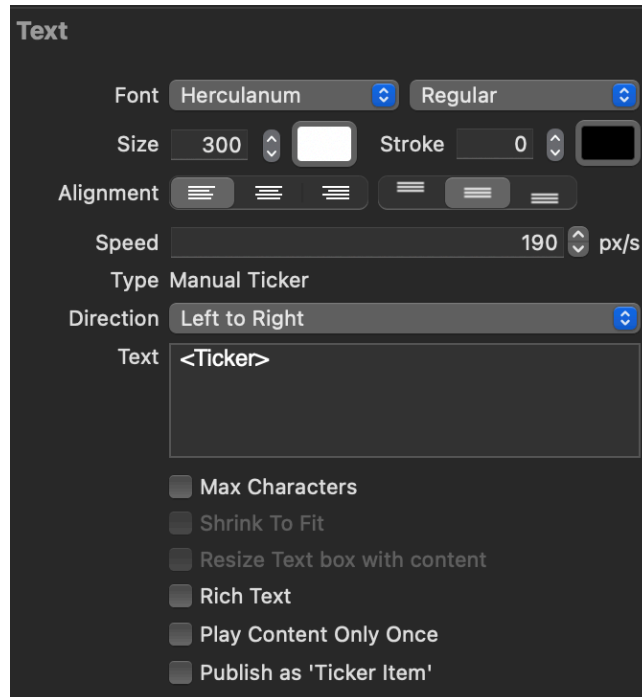 Text
Font Herculanum Regular
Size 300 Stroke 0
Alignment
Speed 190 px/s
Type Manual Ticker
Direction Left to Right
Text <Ticker>
Max Characters
Shrink To Fit
Resize Text box with content
Rich Text
Play Content Only Once
Publish as 'Ticker Item'